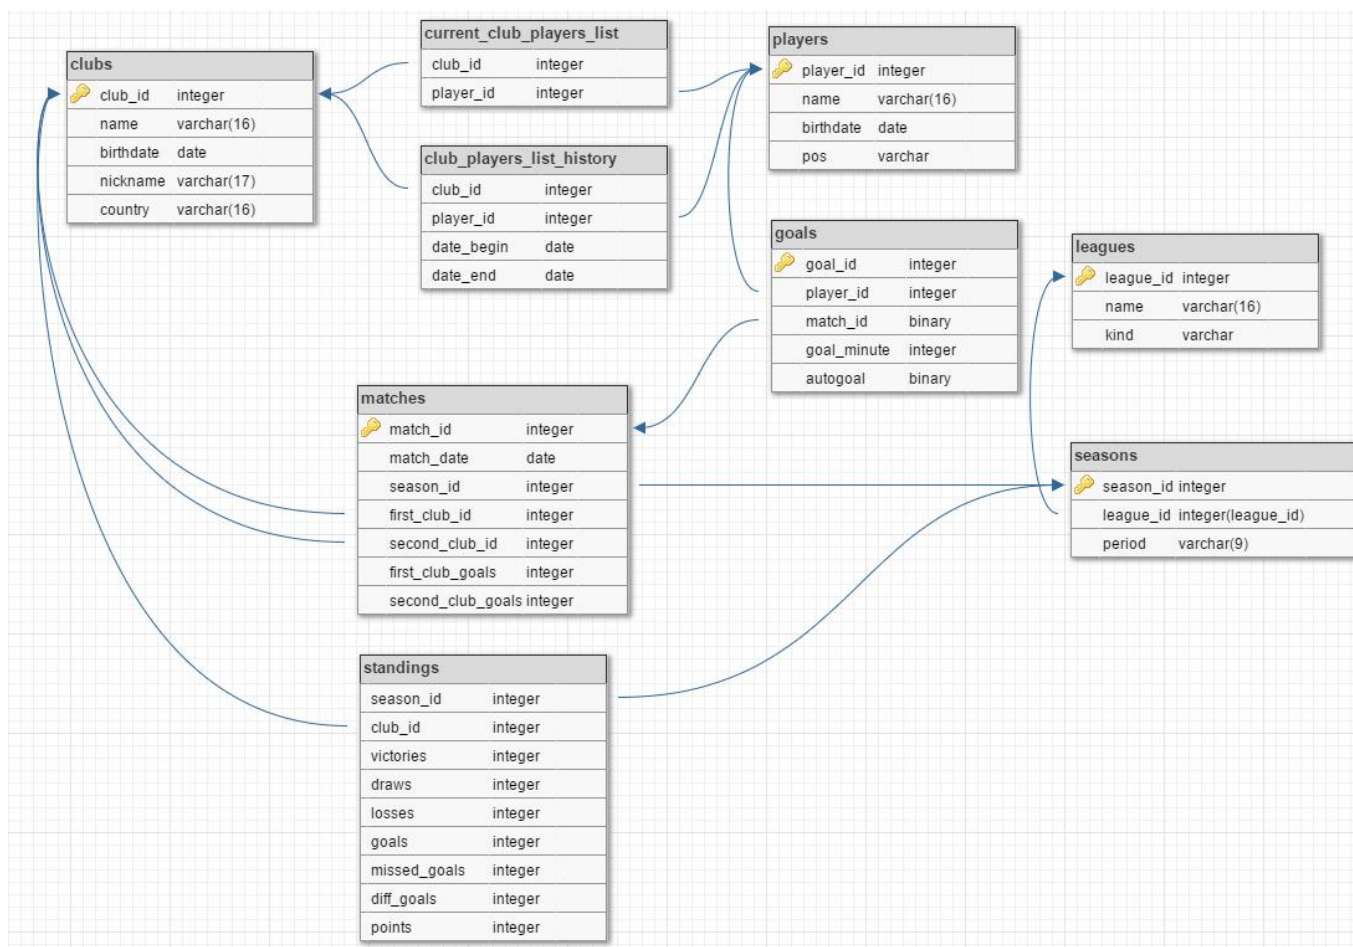 clubs
club_id integer
name varchar(16)
birthdate date
nickname varchar(17)
country varchar(16)
current_club_players_list
club_id integer
player_id integer
club_players_list_history
club_id integer
player_id integer
date_begin date
date_end date
players
player_id integer
name varchar(16)
birthdate date
pos varchar
goals
goal_id integer
player_id integer
match_id binary
goal_minute integer
autogoal binary
leagues
league_id integer
name varchar(16)
kind varchar
matches
match_id integer
match_date date
season_id integer
first_club_id integer
second_club_id integer
first_club_goals integer
second_club_goals integer
seasons
season_id integer
league_id integer(league_id)
period varchar(9)
standings
season_id integer
club_id integer
victories integer
draws integer
losses integer
goals integer
missed_goals integer
diff_goals integer
points integer